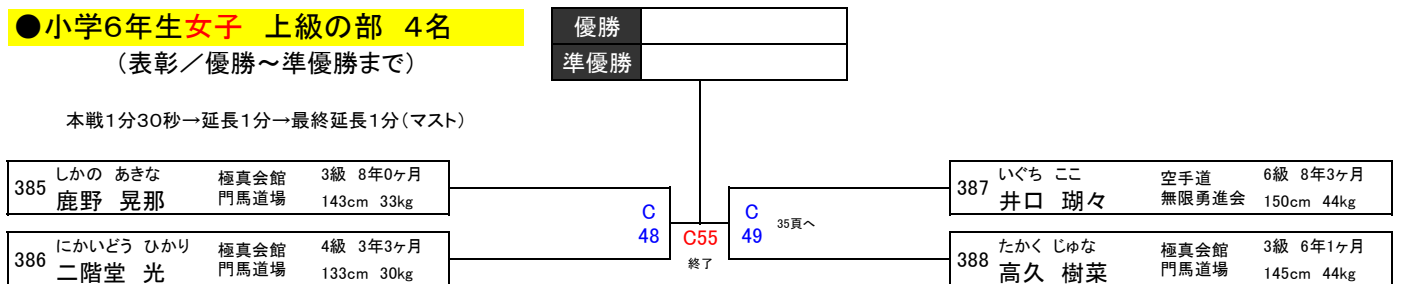 ●小学6年生女子 上級の部 4名
(表彰/優勝~準優勝まで)
優勝
準優勝
本戦1分30秒→延長1分→最終延長1分(マスト)
385 しかの あきな 極真会館 3級 8年0ヶ月
鹿野 晃那 門馬道場 143cm 33kg
386 にかいどう ひかり 極真会館 4級 3年3ヶ月
二階堂 光 門馬道場 133cm 30kg
C
48
C55
終了
C
49
35頁へ
387 いぐち ここ 空手道 6級 8年3ヶ月
井口 瑚々 無限勇進会 150cm 44kg
388 たかく じゅな 極真会館 3級 6年1ヶ月
高久 樹菜 門馬道場 145cm 44kg